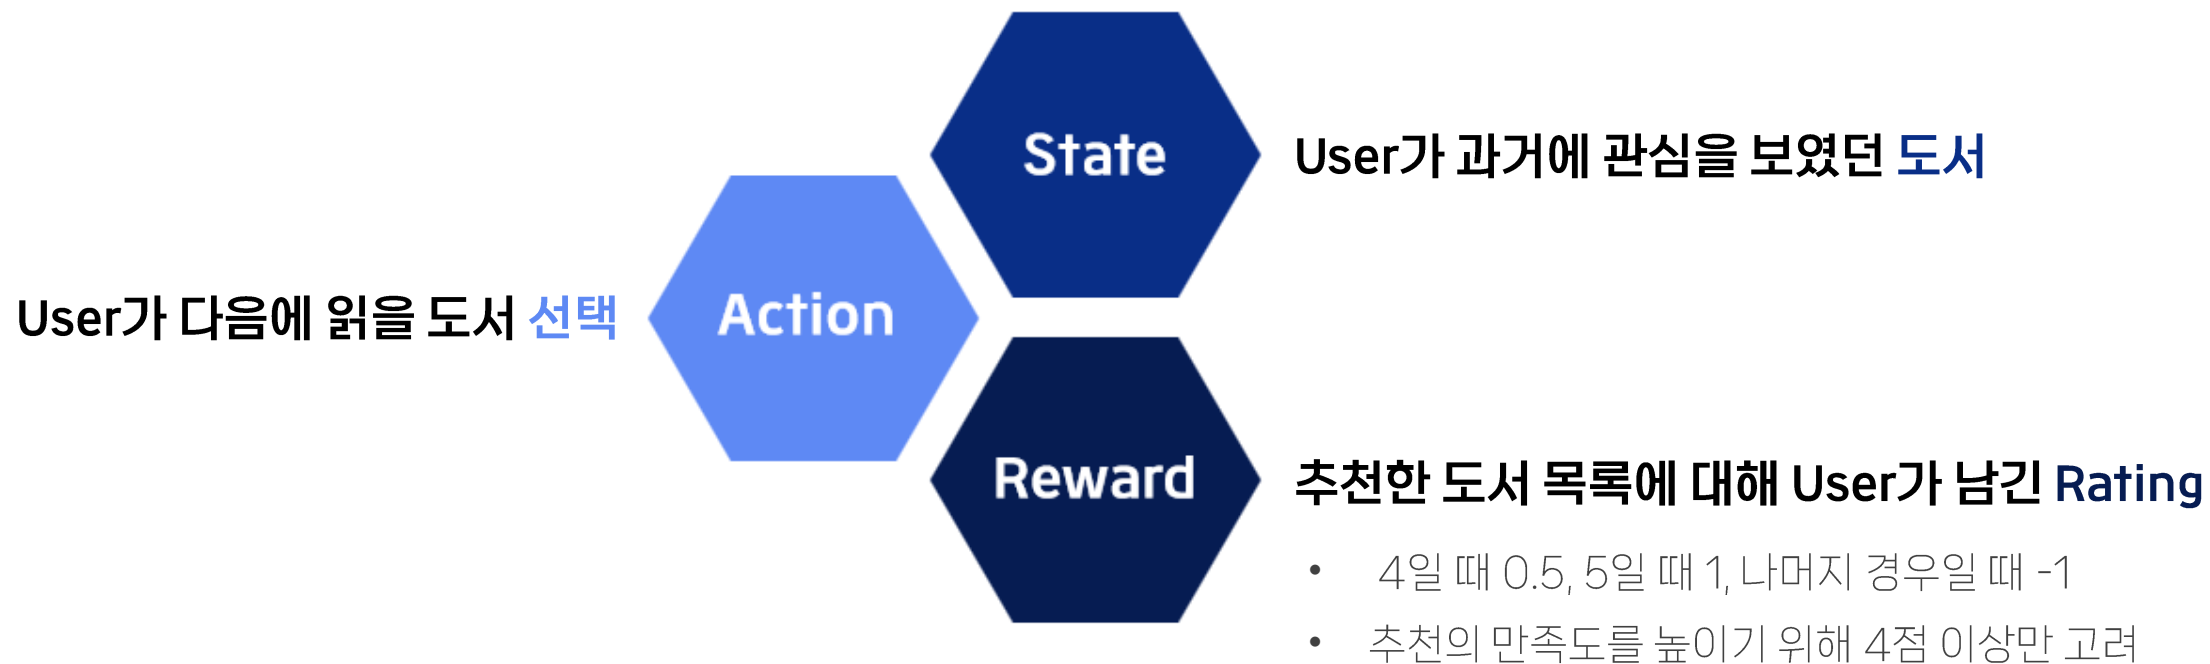 State
User가 과거에 관심을 보였던 도서
User가 다음에 읽을 도서 선택
Action
Reward
추천한 도서 목록에 대해 User가 남긴 Rating
• 4일 때 0.5, 5일 때 1, 나머지 경우일 때 -1
• 추천의 만족도를 높이기 위해 4점 이상만 고려